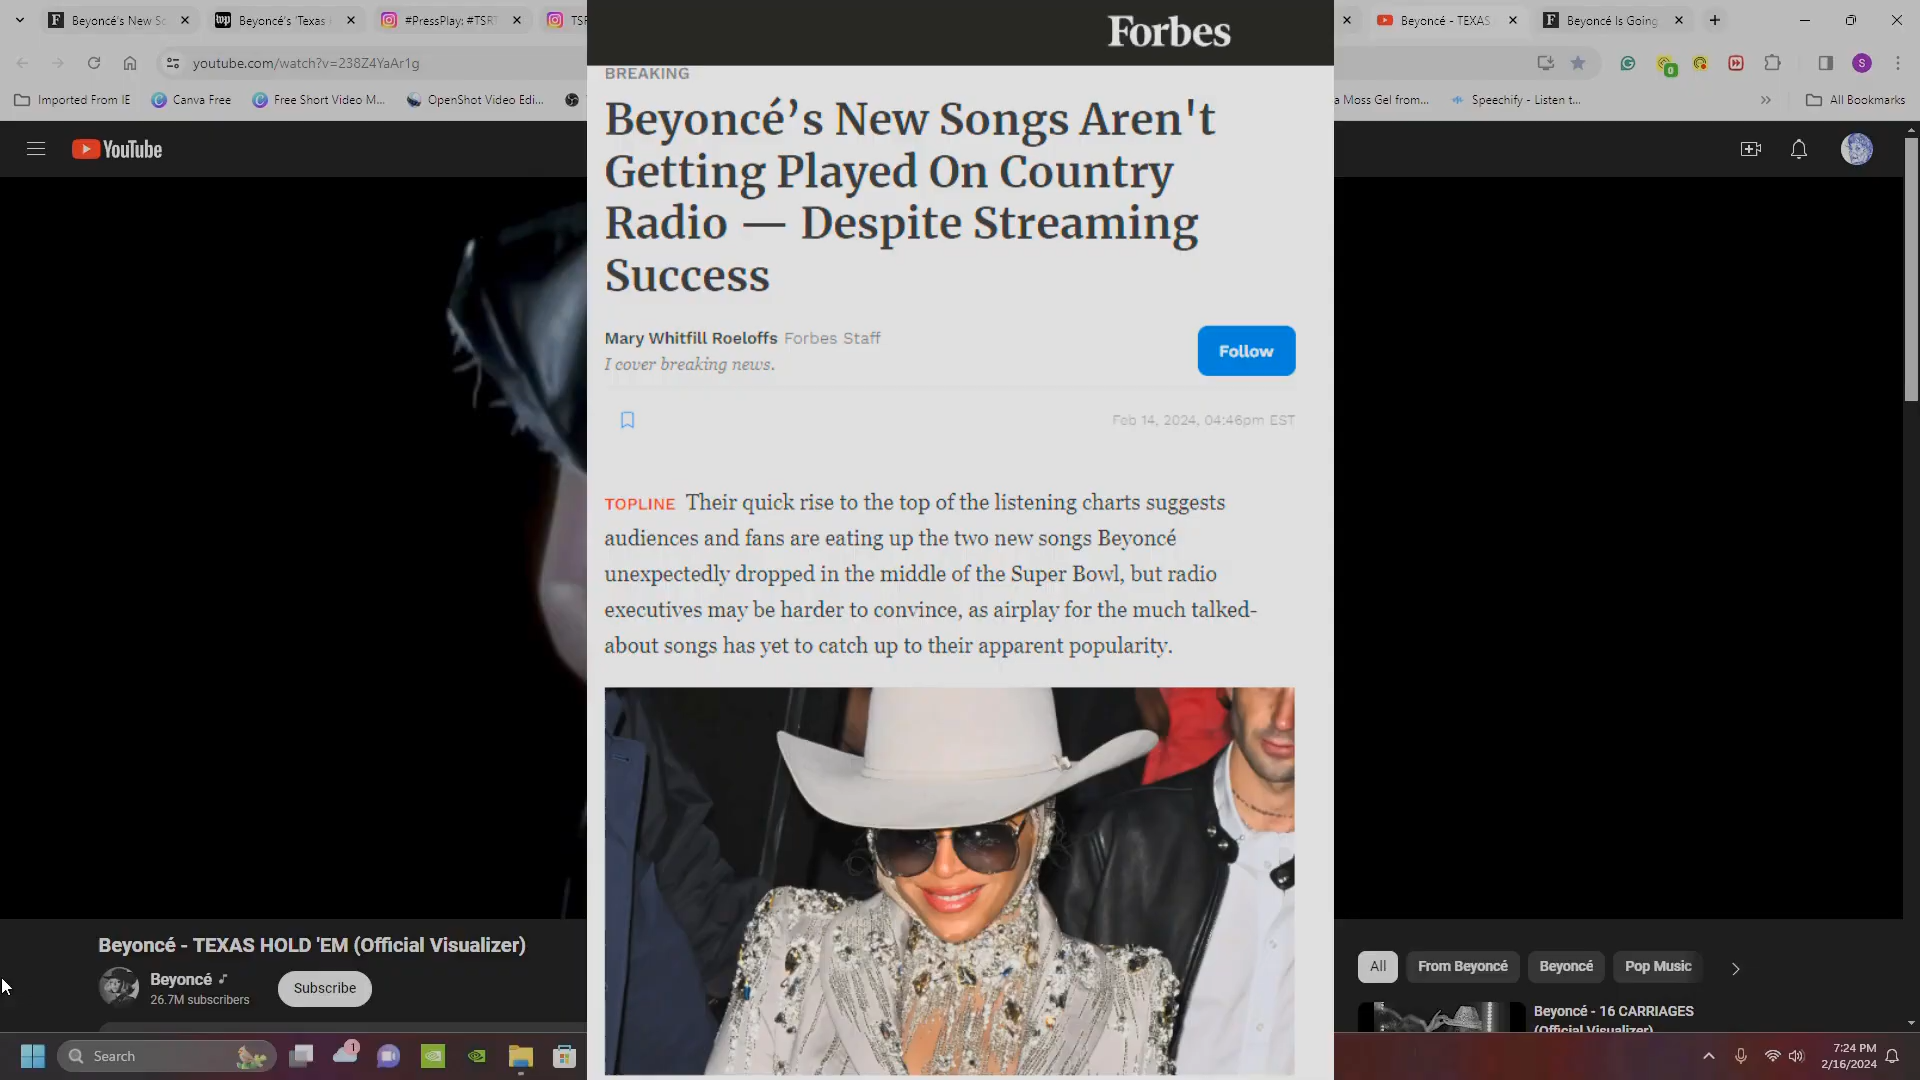 Beyoncé's New So
Beyoncé's 'Texas
#PressPlay: #TSR
TSR
Beyoncé - TEXAS
Beyoncé Is Going
youtube.com/watch?v=238Z4YaAr1g
Imported From IE
Canva Free
Free Short Video M...
OpenShot Video Edi...
a Moss Gel from...
Speechify - Listen t...
All Bookmarks
YouTube
Forbes
BREAKING
Beyoncé’s New Songs Aren't
Getting Played On Country
Radio — Despite Streaming
Success
Mary Whitfill Roeloffs Forbes Staff
I cover breaking news.
Follow
Feb 14, 2024, 04:46pm EST
TOPLINE Their quick rise to the top of the listening charts suggests
audiences and fans are eating up the two new songs Beyoncé
unexpectedly dropped in the middle of the Super Bowl, but radio
executives may be harder to convince, as airplay for the much talked-
about songs has yet to catch up to their apparent popularity.
Beyoncé - TEXAS HOLD 'EM (Official Visualizer)
Beyoncé
26.7M subscribers
Subscribe
All
From Beyoncé
Beyoncé
Pop Music
Beyoncé - 16 CARRIAGES
(Official Visualizer)
Search
1
7:24 PM
2/16/2024